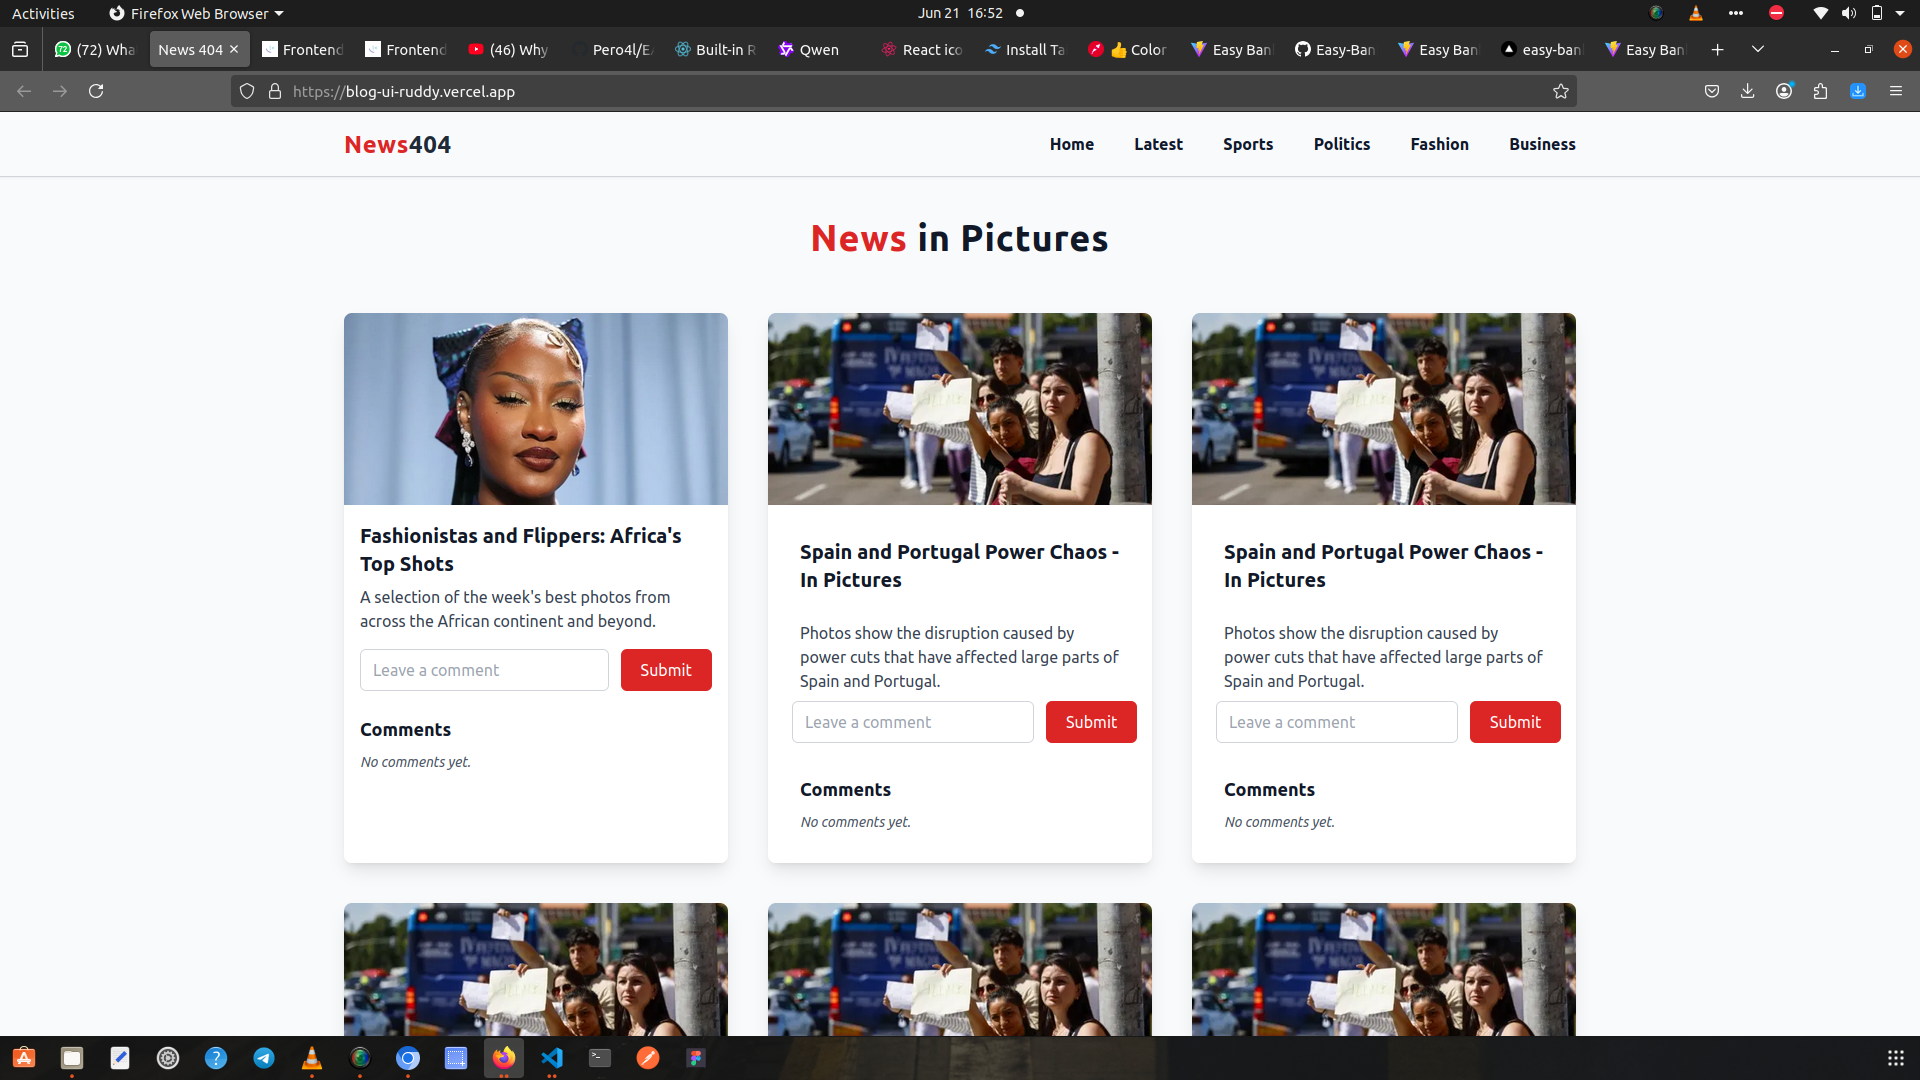 Activities
Firefox Web Browser
Jun 21 16:52
(72) Wha
News 404
Frontend
Frontend
(46) Why
Pero4l/E
Built-in R
Qwen
React ico
Install Ta
👍 Color
Easy Ban
Easy-Ban
Easy Ban
easy-ban
Easy Ban
https://blog-ui-ruddy.vercel.app
News404
Home Latest Sports Politics Fashion Business
News in Pictures
Fashionistas and Flippers: Africa's
Top Shots
A selection of the week's best photos from
across the African continent and beyond.
Leave a comment
Submit
Comments
No comments yet.
Spain and Portugal Power Chaos -
In Pictures
Photos show the disruption caused by
power cuts that have affected large parts of
Spain and Portugal.
Leave a comment
Submit
Comments
No comments yet.
Spain and Portugal Power Chaos -
In Pictures
Photos show the disruption caused by
power cuts that have affected large parts of
Spain and Portugal.
Leave a comment
Submit
Comments
No comments yet.